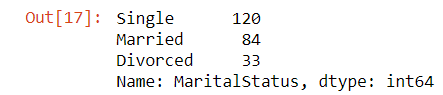 Out[17]: Single 120
Married 84
Divorced 33
Name: MaritalStatus, dtype: int64